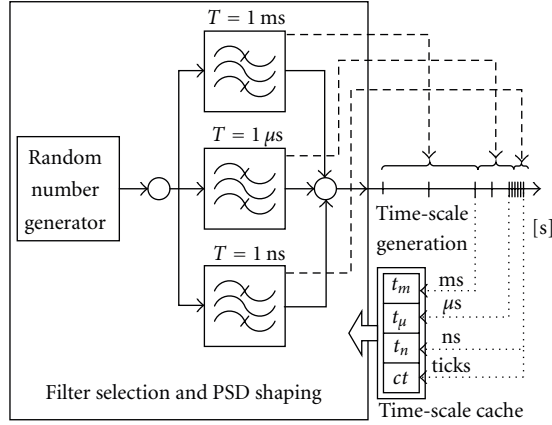 T = 1 ms
T = 1 μs
T = 1 ns
Random
number
generator
Time-scale
generation
[s]
ms
μs
ns
ticks
t_m
t_μ
t_n
ct
Filter selection and PSD shaping
Time-scale cache